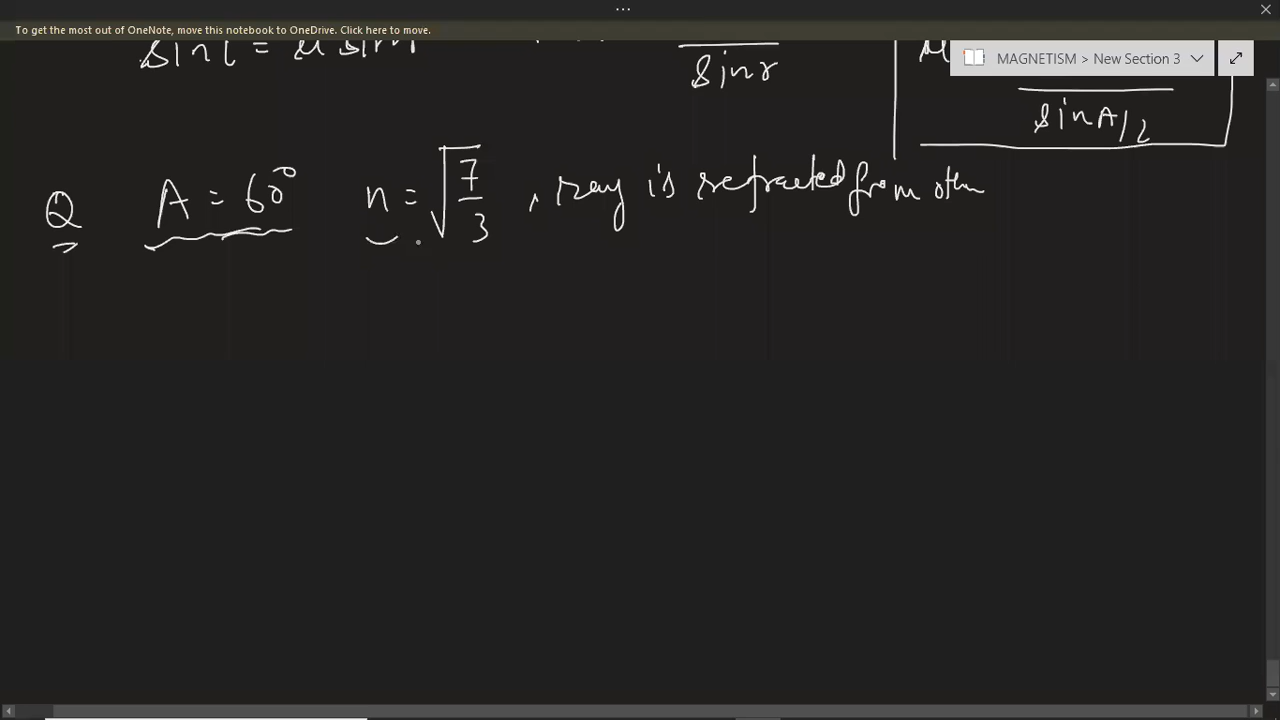 To get the most out of OneNote, move this notebook to OneDrive. Click here to move.
MAGNETISM > New Section 3
sin i = μ sin r
sin r
μ
sin A/2
Q A = 60° n = √7/3 , ray is refracted from other